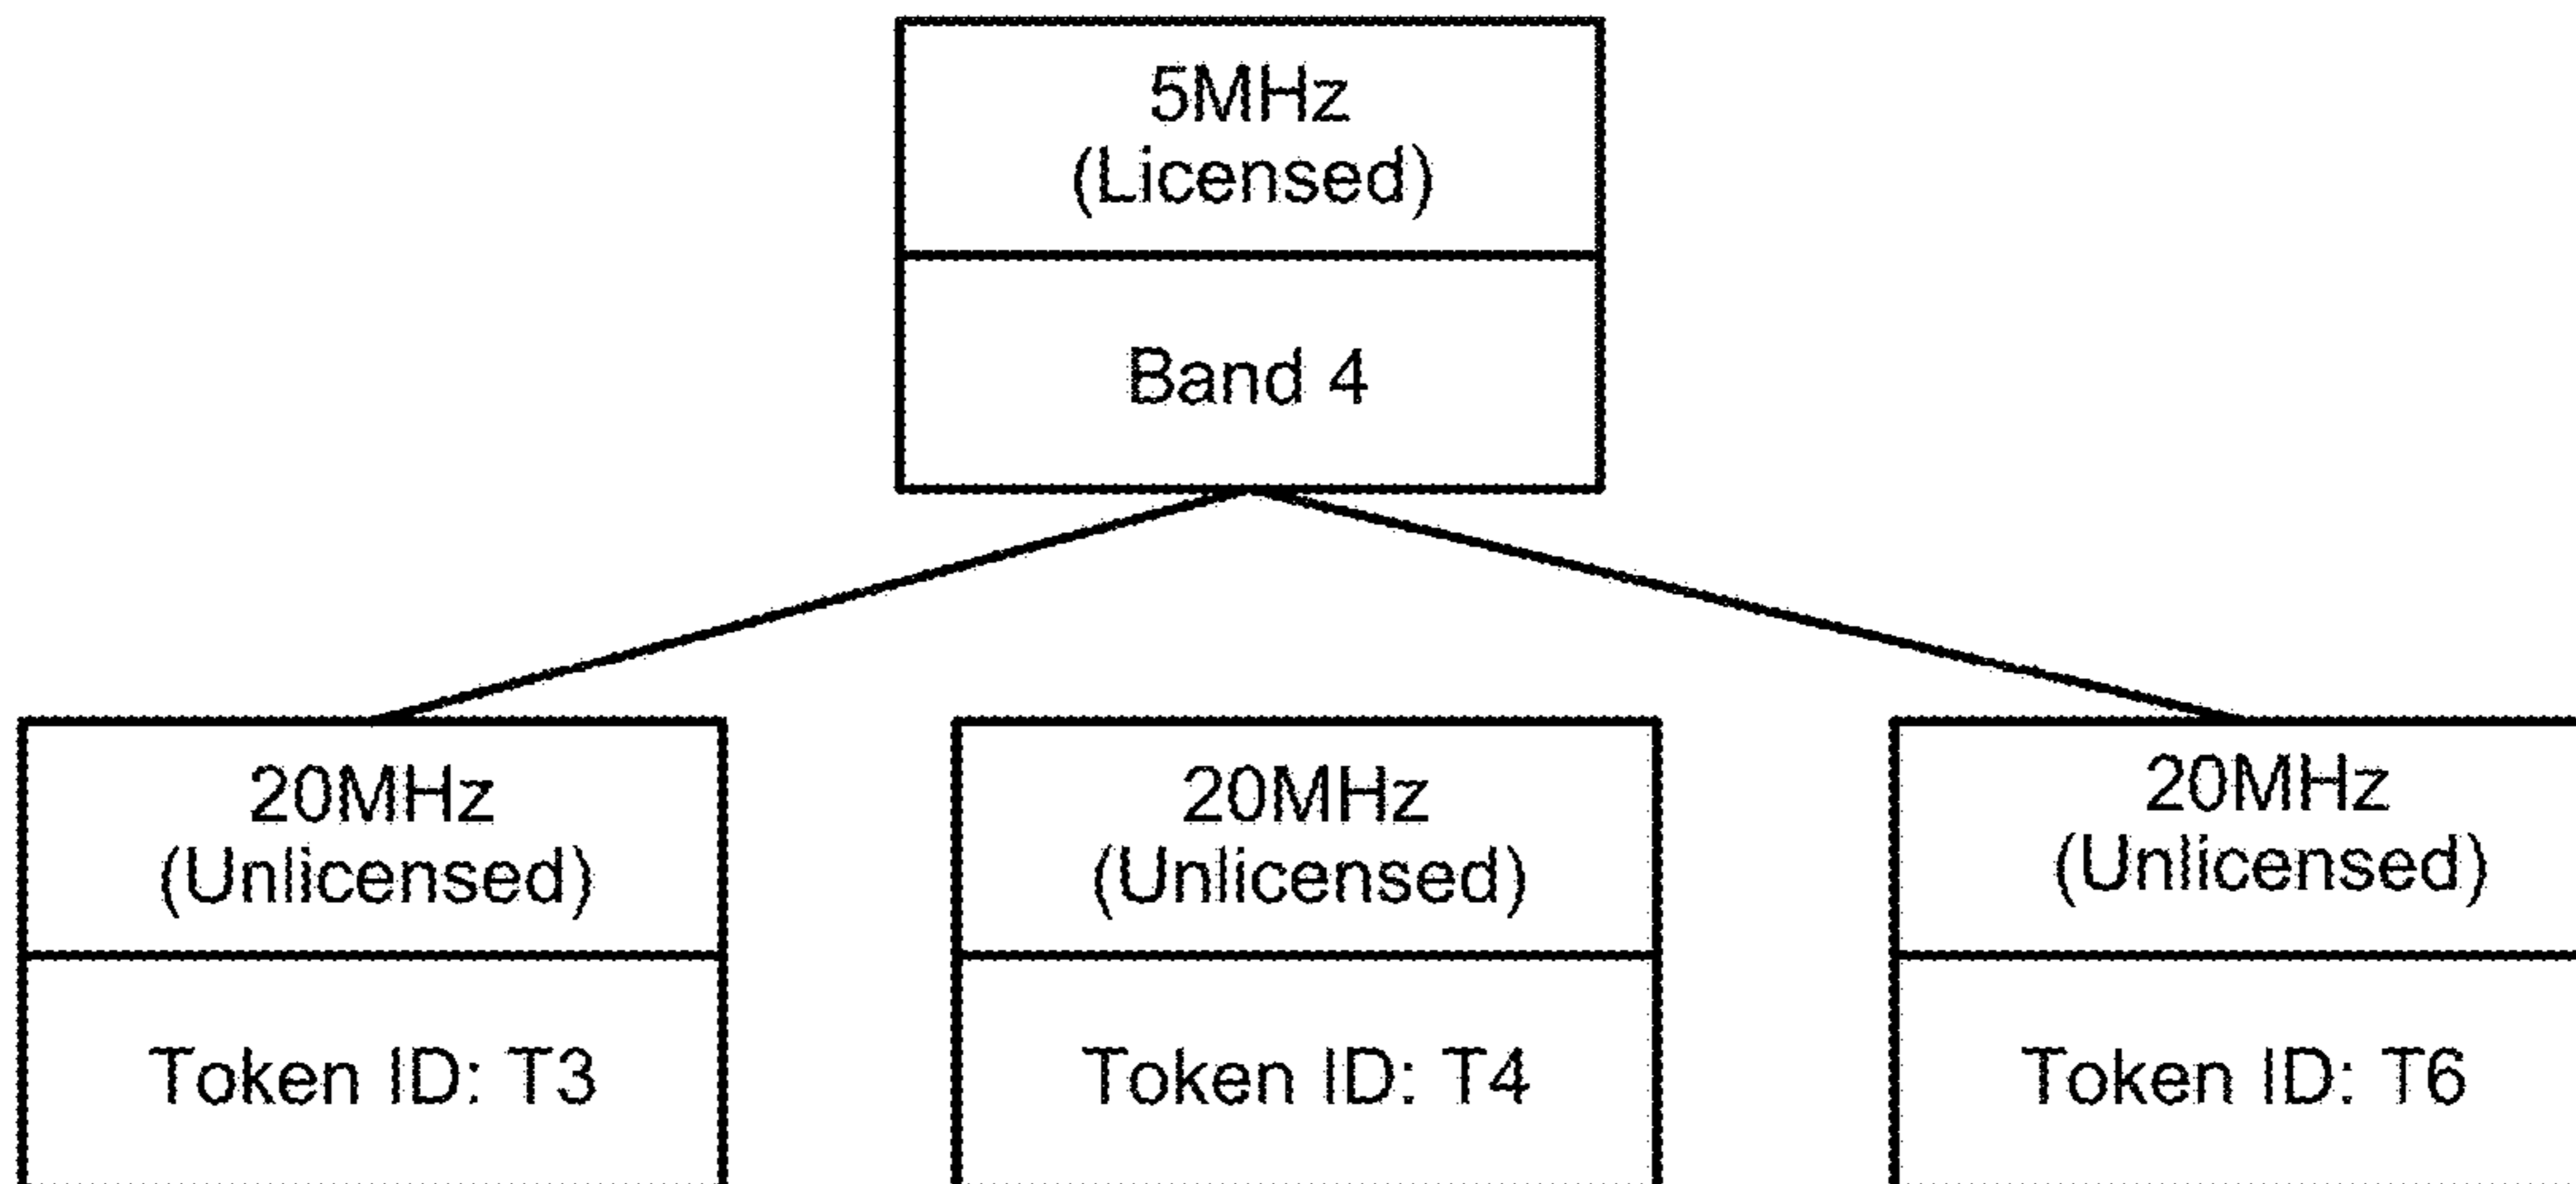 5MHz
(Licensed)
Band 4
20MHz
(Unlicensed)
Token ID: T3
20MHz
(Unlicensed)
Token ID: T4
20MHz
(Unlicensed)
Token ID: T6